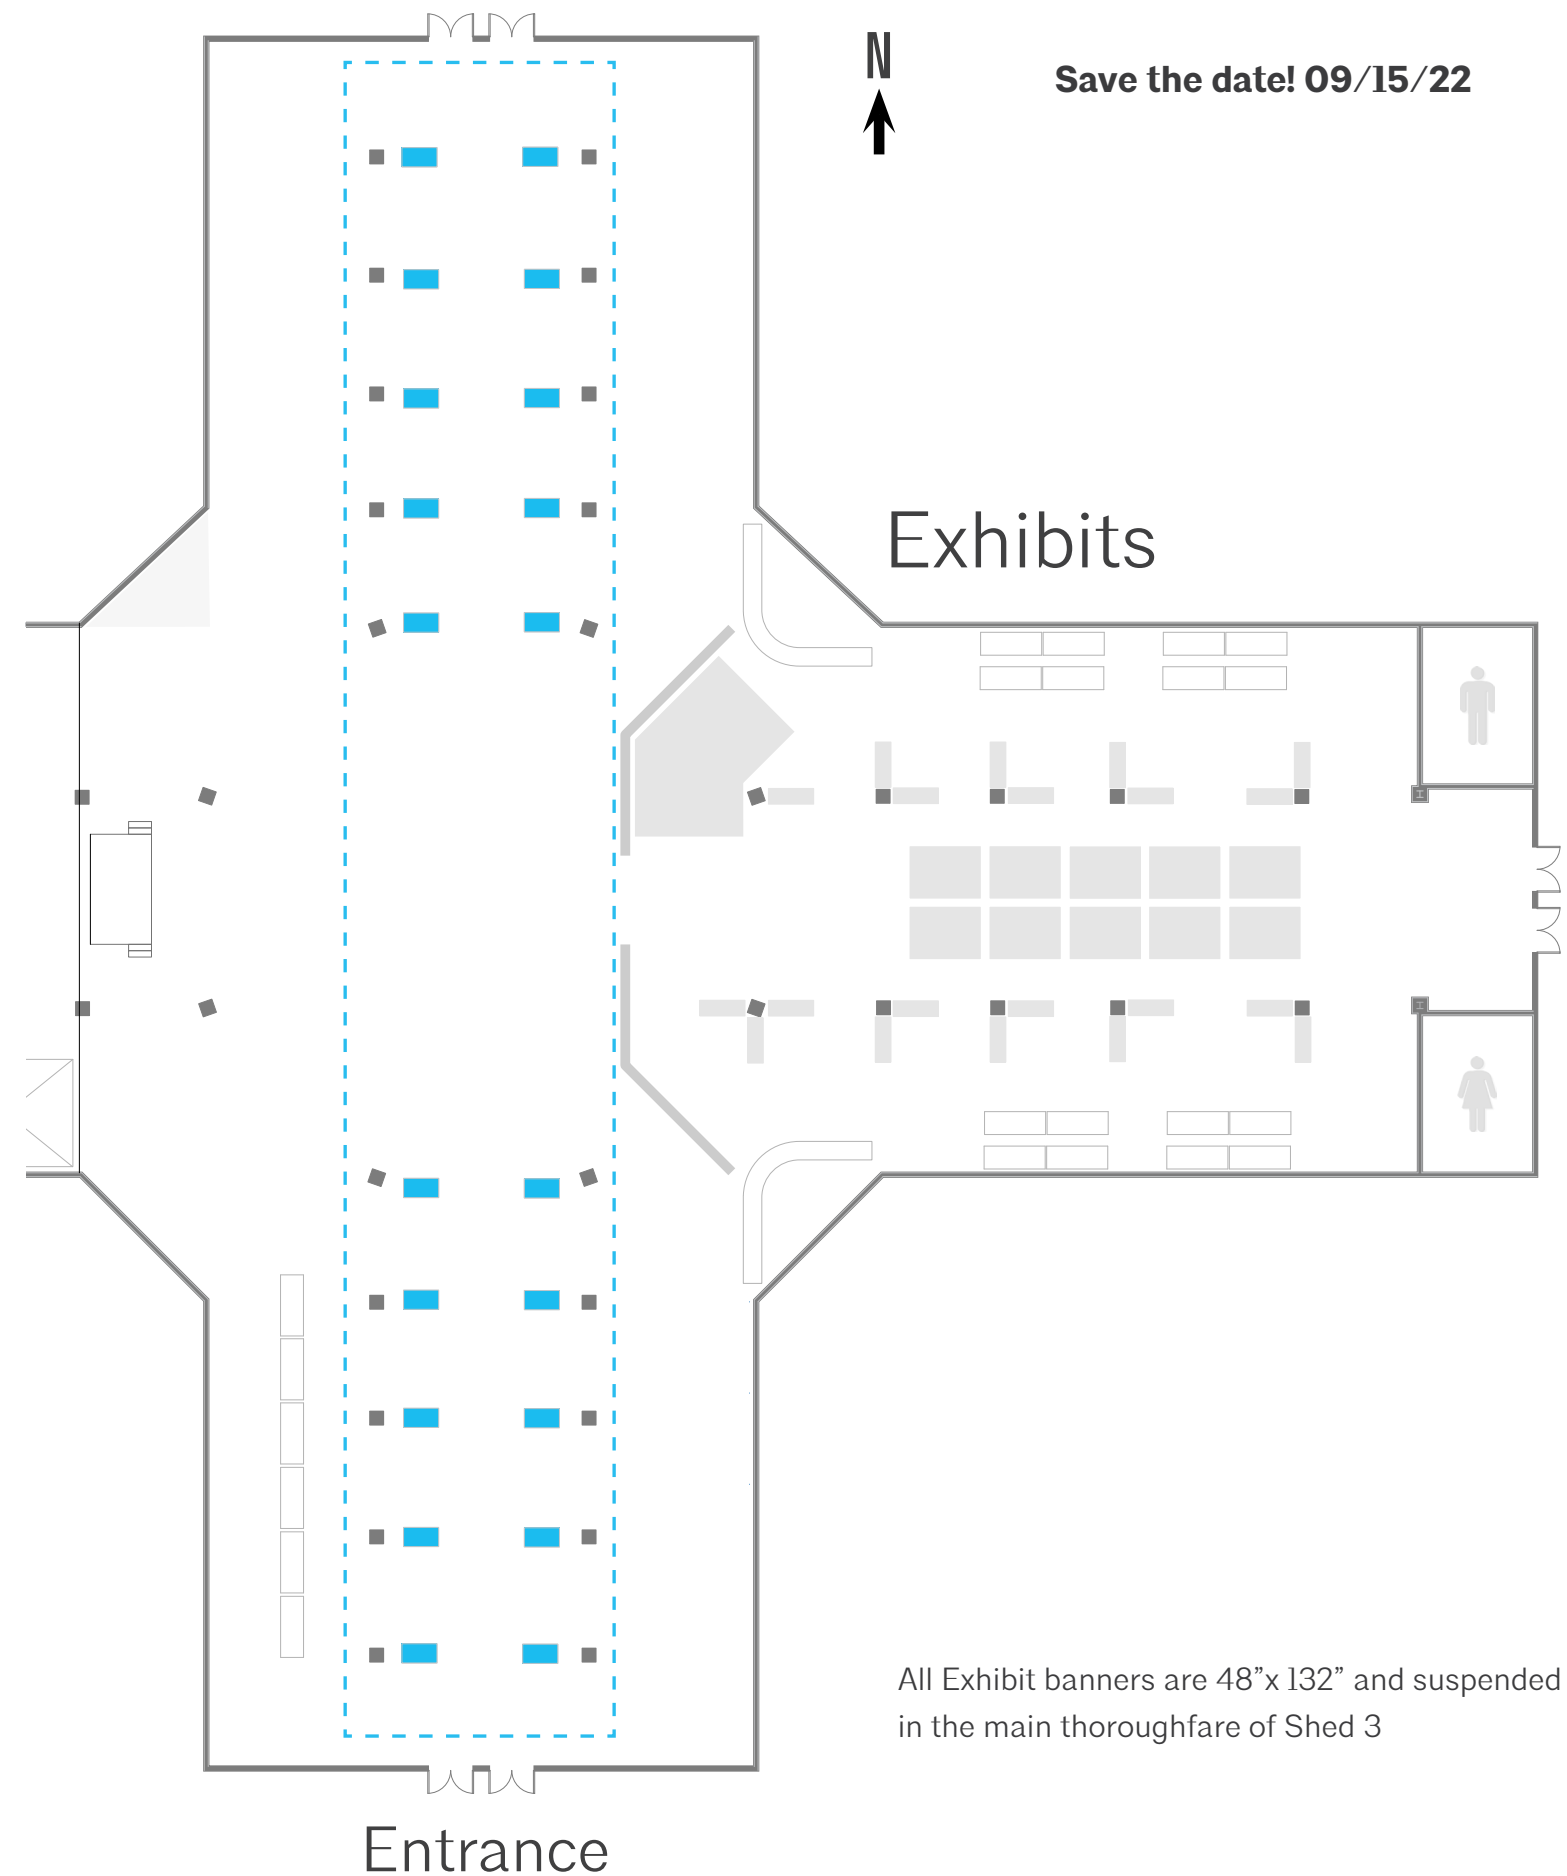 N
Save the date! 09/15/22
Exhibits
All Exhibit banners are 48”x 132” and suspended
in the main thoroughfare of Shed 3
Entrance